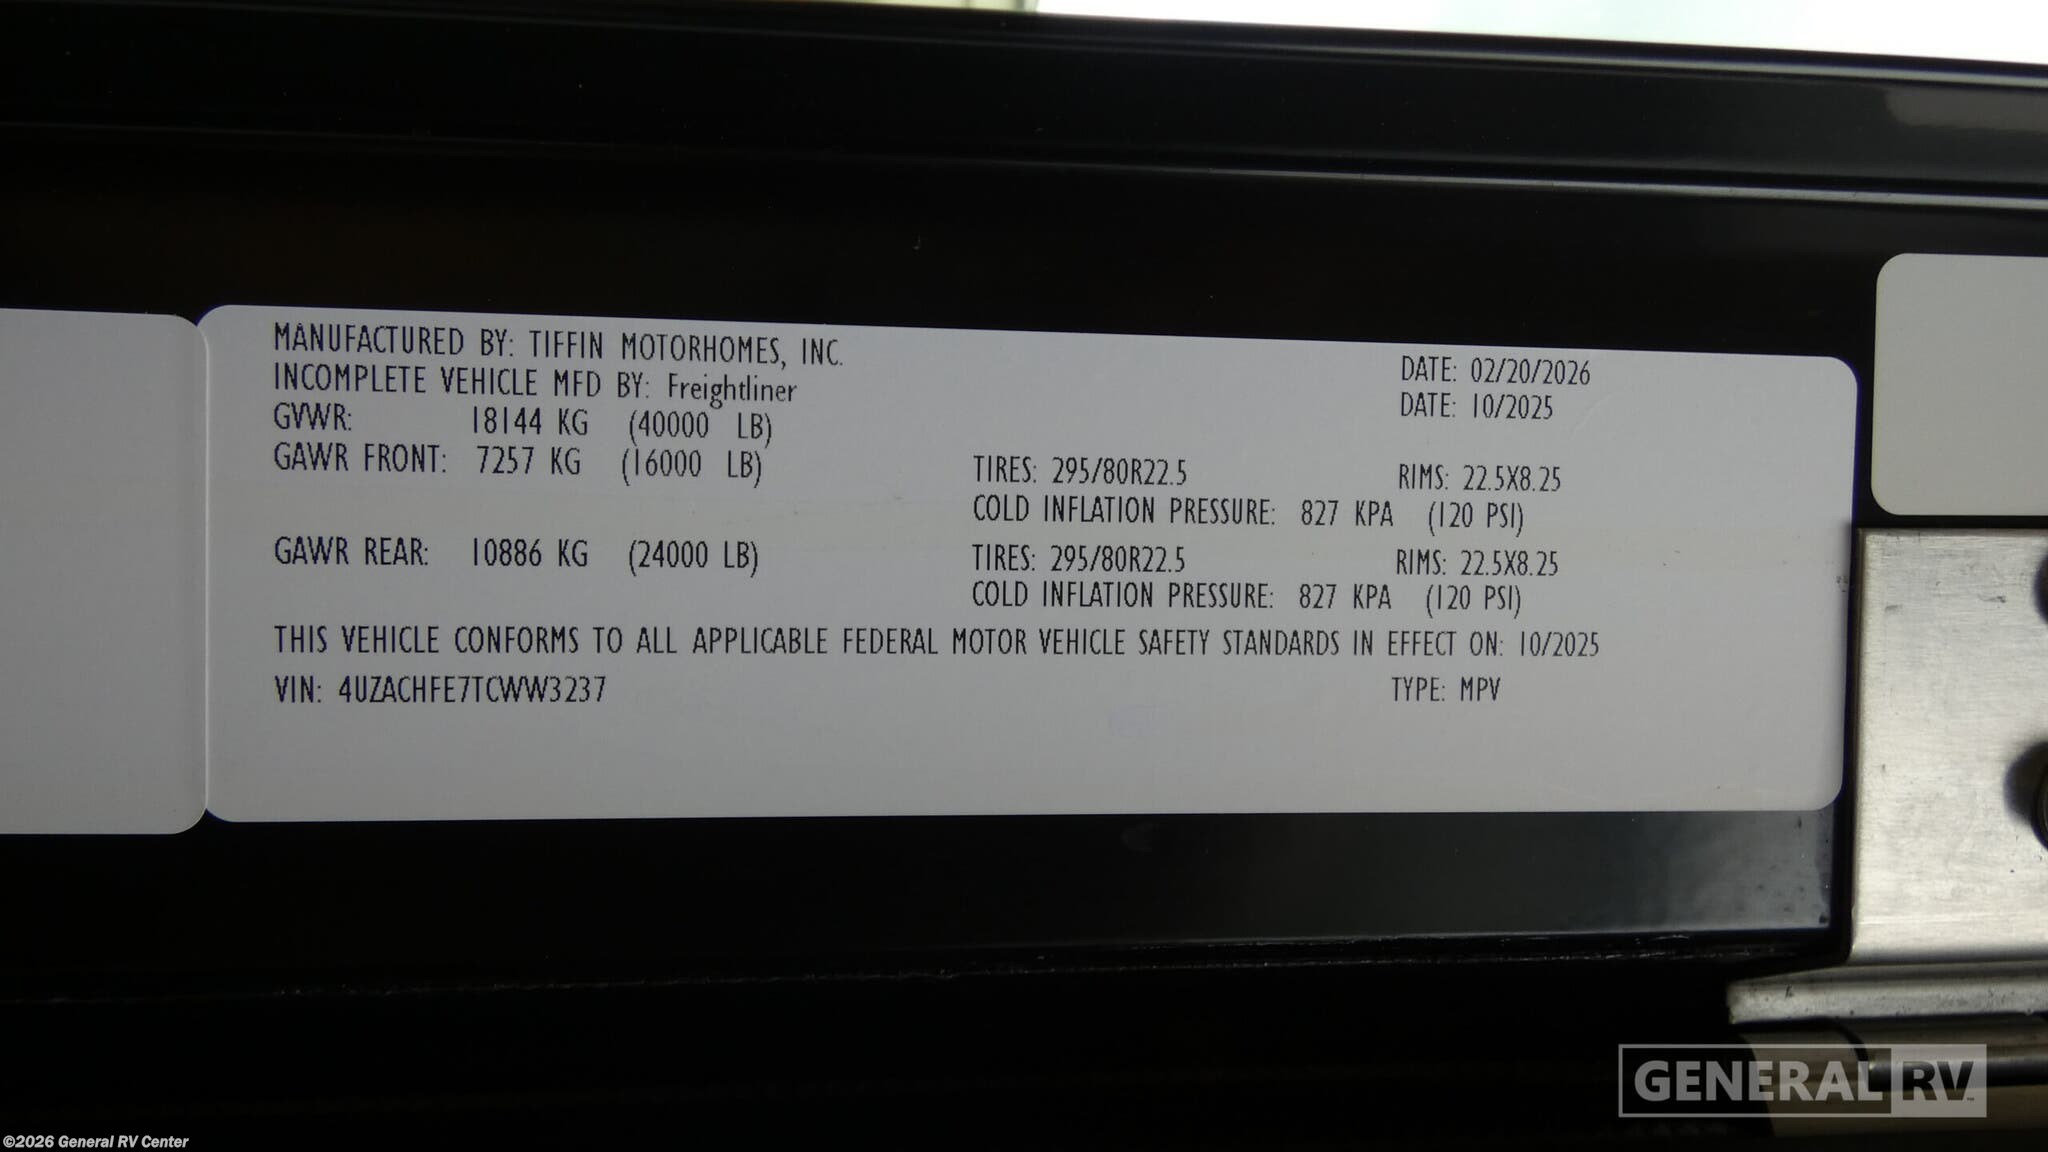 MANUFACTURED BY: TIFFIN MOTORHOMES, INC. DATE: 02/20/2026
INCOMPLETE VEHICLE MFD BY: Freightliner DATE: 10/2025
GVWR: 18144 KG (40000 LB)
GAWR FRONT: 7257 KG (16000 LB) TIRES: 295/80R22.5 RIMS: 22.5X8.25
COLD INFLATION PRESSURE: 827 KPA (120 PSI)
GAWR REAR: 10886 KG (24000 LB) TIRES: 295/80R22.5 RIMS: 22.5X8.25
COLD INFLATION PRESSURE: 827 KPA (120 PSI)
THIS VEHICLE CONFORMS TO ALL APPLICABLE FEDERAL MOTOR VEHICLE SAFETY STANDARDS IN EFFECT ON: 10/2025
VIN: 4UZACHFE7TCWW3237 TYPE: MPV
GENERAL RV
©2026 General RV Center